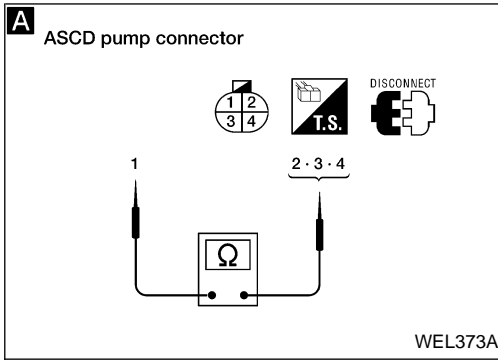 A
ASCD pump connector
DISCONNECT
1 2
3 4
T.S.
1
2 · 3 · 4
Ω
WEL373A